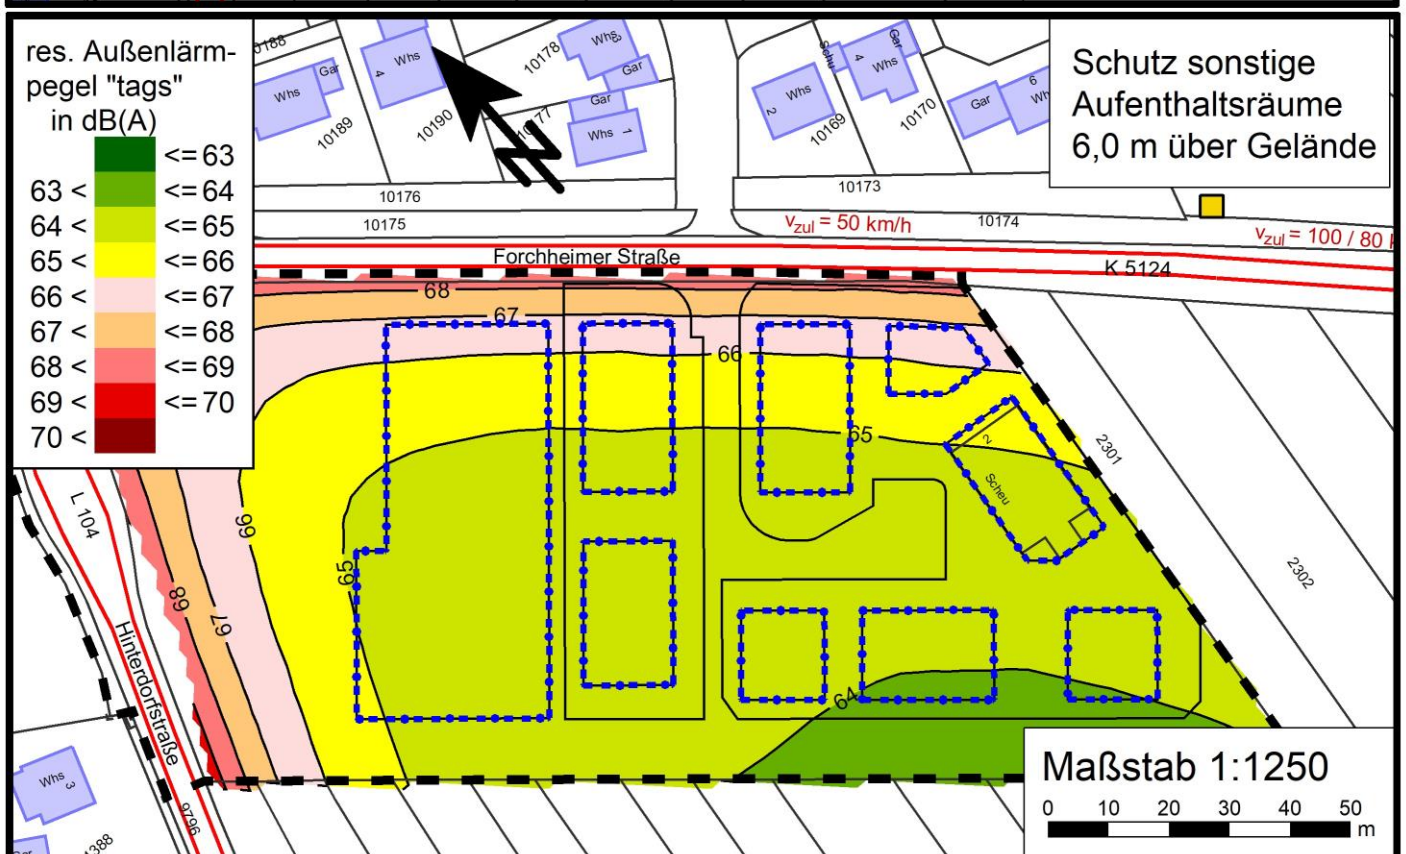 res. Außenlärm-
pegel "tags"
in dB(A)
<= 63
63 < <= 64
64 < <= 65
65 < <= 66
66 < <= 67
67 < <= 68
68 < <= 69
69 < <= 70
70 <
Schutz sonstige
Aufenthaltsräume
6,0 m über Gelände
Whs
Gar
10189
Whs
4
10190
10178
Whs
Gar
Gar
Whs 1
Whs
2
10169
Schu
4
Gar
Whs
10170
Gar
6
10176
10173
10175
10174
vzul = 50 km/h
vzul = 100 / 80
Forchheimer Straße
K 5124
68
67
66
65
2
Scheu
2301
2302
66
65
68
67
64
L 104
Hinterdorfstraße
9796
Whs
3
Maßstab 1:1250
0 10 20 30 40 50
m